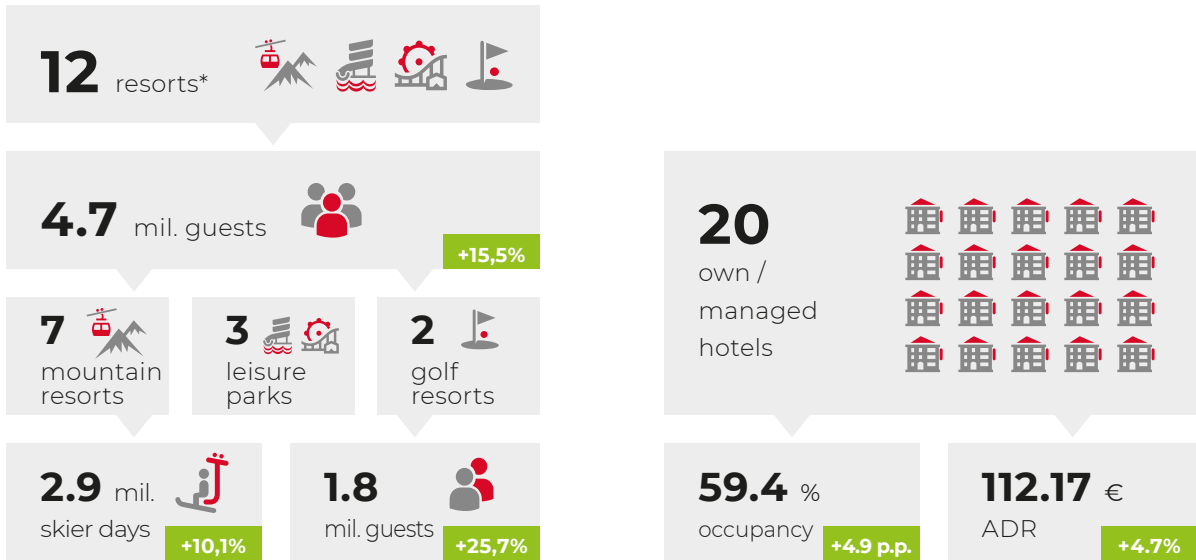 12 resorts*
4.7 mil. guests
+15,5%
7
mountain
resorts
3
leisure
parks
2
golf
resorts
2.9 mil.
skier days
+10,1%
1.8
mil. guests
+25,7%
20
own /
managed
hotels
59.4 %
occupancy
+4.9 p.p.
112.17 €
ADR
+4.7%